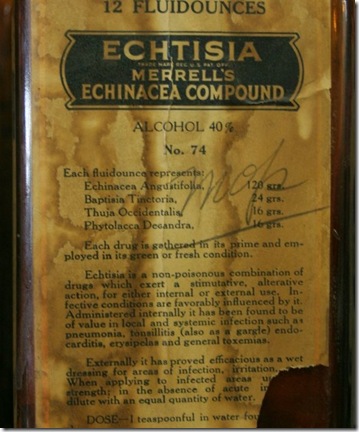 12 FLUIDOUNCES
ECHTISIA
TRADE MARK REG. U.S. PAT. OFF.
MERRELL'S
ECHINACEA COMPOUND
ALCOHOL 40%
No. 74
Each fluidounce represents:
Echinacea Angustifolia, 120 grs.
Baptisia Tinctoria, 24 grs.
Thuja Occidentalis, 16 grs.
Phytolacca Decandra, 16 grs.
Each drug is gathered in its prime and em-
ployed in its green or fresh condition.
Echtisia is a non-poisonous combination of
drugs which exert a stimulative, alterative
action, for either internal or external use. In-
fective conditions are favorably influenced by it.
Administered internally it has been found to be
of value in local and systemic infection such as
pneumonia, tonsilitis (also as a gargle) endo-
carditis, erysipelas and general toxemias.
Externally it has proved efficacious as a wet
dressing for areas of infection, irritation,
When applying to infected areas
strength; in the absence of acute
dilute with an equal quantity of water.
DOSE—1 teaspoonful in water